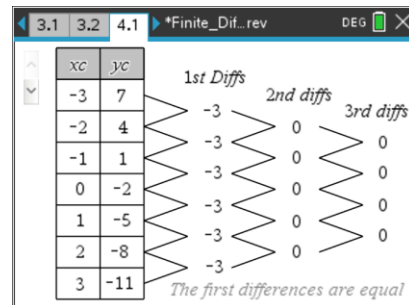 3.1 3.2 4.1 *Finite_Dif...rev DEG
xc yc 1st Diffs 2nd diffs 3rd diffs
-3 7
-3
-2 4 0
-3 0
-1 1 0
-3 0
0 -2 0
-3 0
1 -5 0
-3 0
2 -8 0
-3
3 -11
The first differences are equal